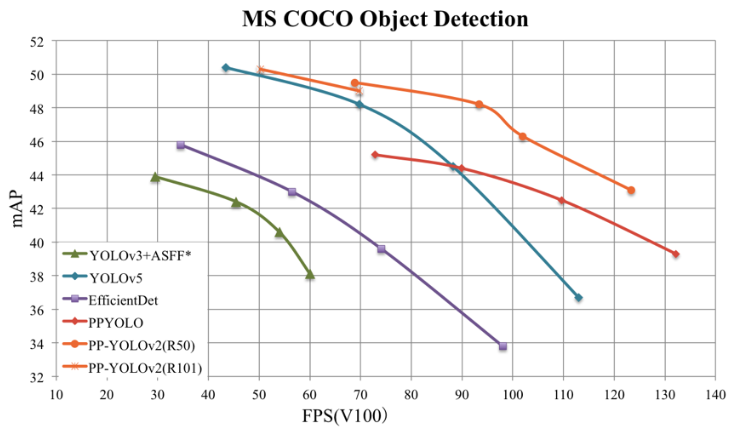 MS COCO Object Detection
52
50
48
46
44
42
40
38
36
34
32
mAP
YOLOv3+ASFF*
YOLOv5
EfficientDet
PPYOLO
PP-YOLOv2(R50)
PP-YOLOv2(R101)
10 20 30 40 50 60 70 80 90 100 110 120 130 140
FPS(V100)